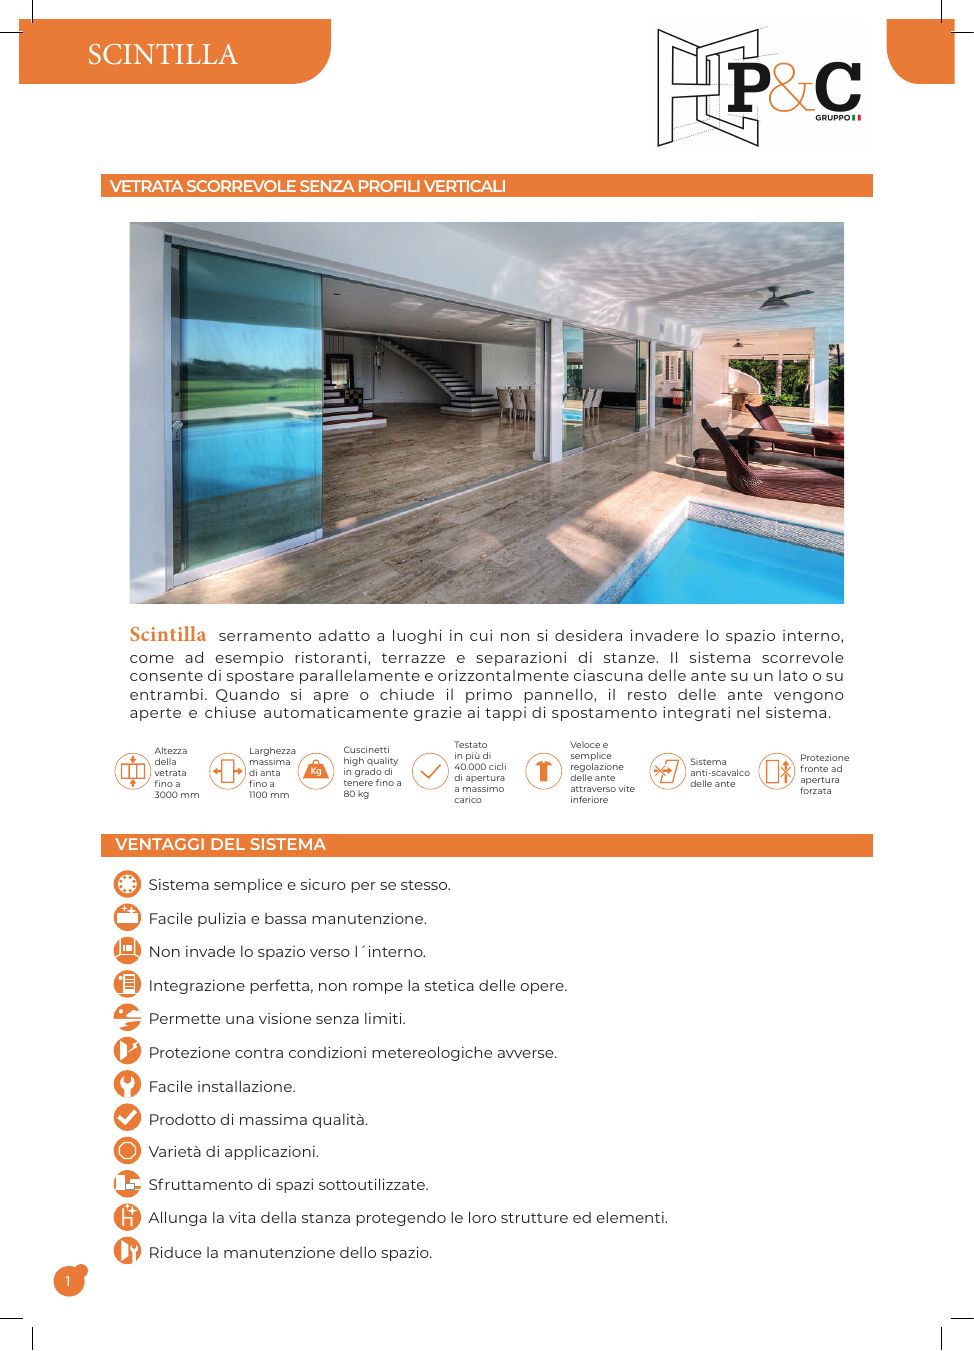 SCINTILLA
P&C
GRUPPO
VETRATA SCORREVOLE SENZA PROFILI VERTICALI
Scintilla serramento adatto a luoghi in cui non si desidera invadere lo spazio interno,
come ad esempio ristoranti, terrazze e separazioni di stanze. Il sistema scorrevole
consente di spostare parallelamente e orizzontalmente ciascuna delle ante su un lato o su
entrambi. Quando si apre o chiude il primo pannello, il resto delle ante vengono
aperte e chiuse automaticamente grazie ai tappi di spostamento integrati nel sistema.
Altezza
della
vetrata
fino a
3000 mm
Larghezza
massima
di anta
fino a
1100 mm
Kg
Cuscinetti
high quality
in grado di
tenere fino a
80 kg
Testato
in più di
40.000 cicli
di apertura
a massimo
carico
Veloce e
semplice
regolazione
delle ante
attraverso vite
inferiore
Sistema
anti-scavalco
delle ante
Protezione
fronte ad
apertura
forzata
VENTAGGI DEL SISTEMA
Sistema semplice e sicuro per se stesso.
Facile pulizia e bassa manutenzione.
Non invade lo spazio verso l´interno.
Integrazione perfetta, non rompe la stetica delle opere.
Permette una visione senza limiti.
Protezione contra condizioni metereologiche avverse.
Facile installazione.
Prodotto di massima qualità.
Varietà di applicazioni.
Sfruttamento di spazi sottoutilizzate.
Allunga la vita della stanza protegendo le loro strutture ed elementi.
Riduce la manutenzione dello spazio.
1